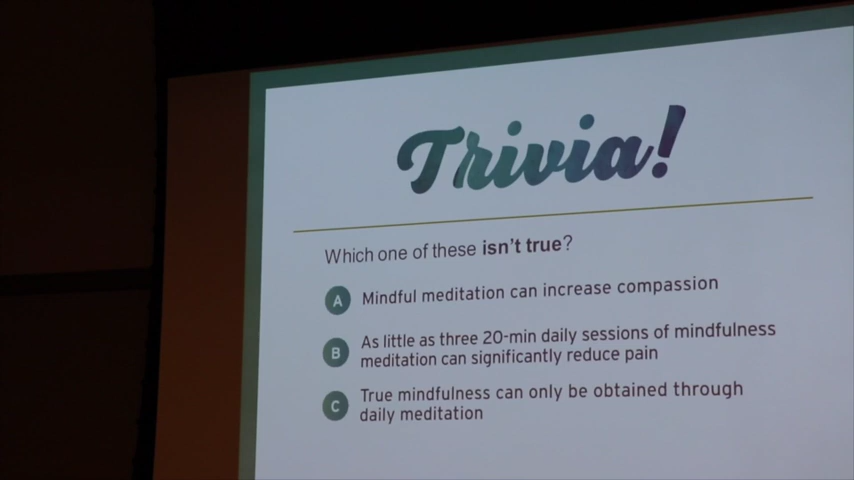 Trivia!
Which one of these isn't true?
A Mindful meditation can increase compassion
B As little as three 20-min daily sessions of mindfulness
meditation can significantly reduce pain
C True mindfulness can only be obtained through
daily meditation